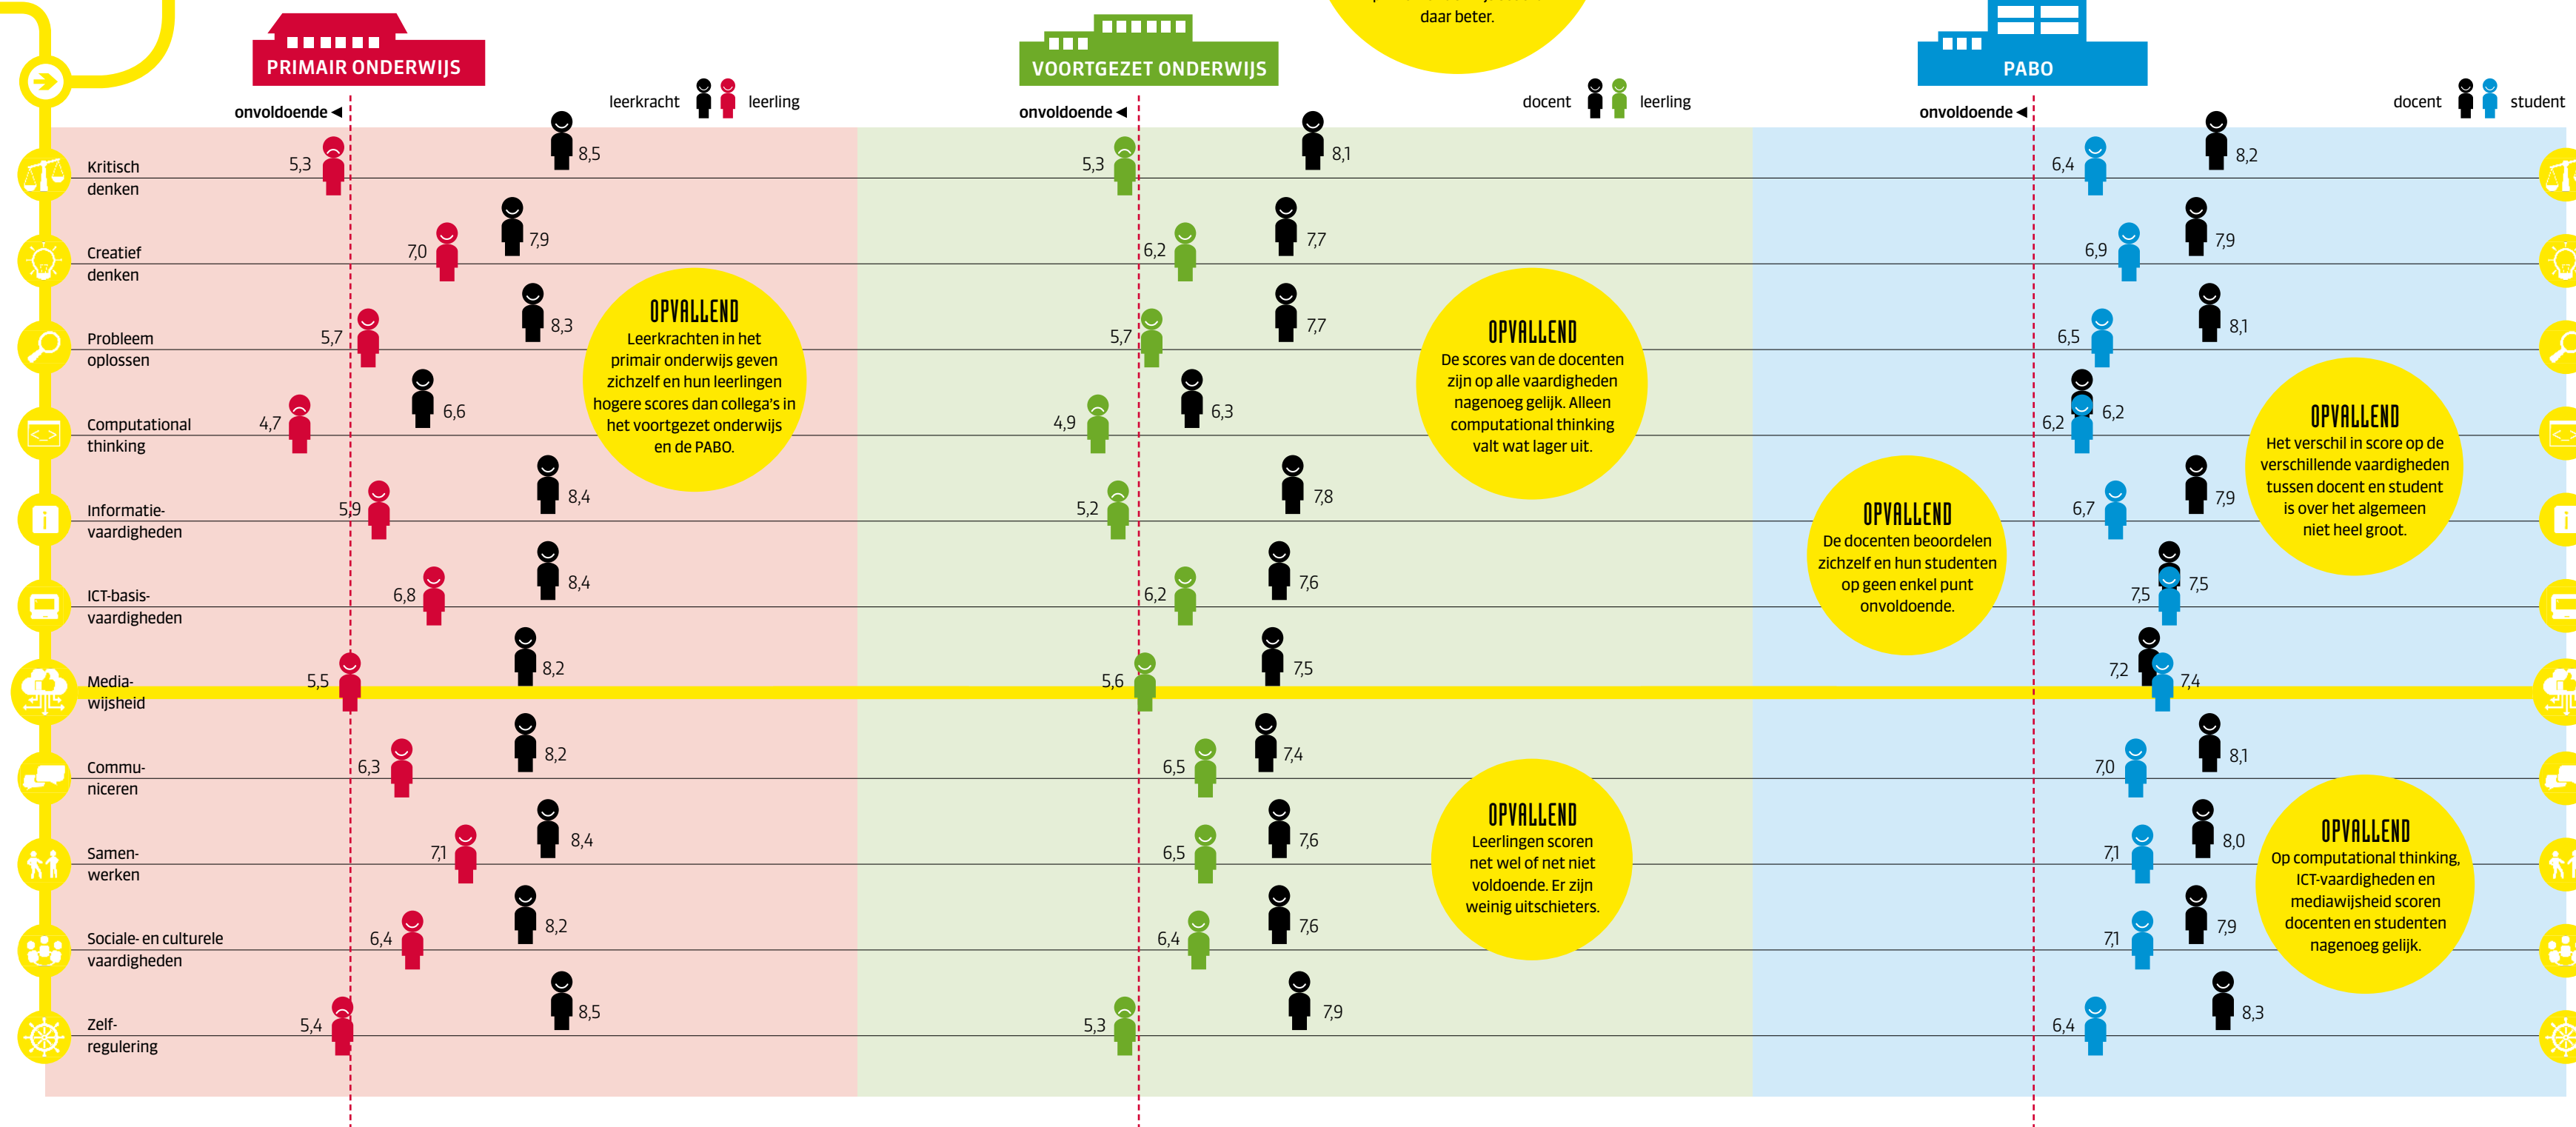 daar beter.
PRIMAIR ONDERWIJS
VOORTGEZET ONDERWIJS
PABO
onvoldoende ◄
leerkracht
leerling
onvoldoende ◄
docent
leerling
onvoldoende ◄
docent
student
Kritisch
denken
5,3
8,5
5,3
8,1
6,4
8,2
Creatief
denken
7,0
7,9
6,2
7,7
6,9
7,9
Probleem
oplossen
5,7
8,3
5,7
7,7
6,5
8,1
Computational
thinking
4,7
6,6
4,9
6,3
6,2
6,2
Informatie-
vaardigheden
5,9
8,4
5,2
7,8
6,7
7,9
ICT-basis-
vaardigheden
6,8
8,4
6,2
7,6
7,5
7,5
Media-
wijsheid
5,5
8,2
5,6
7,5
7,2
7,4
Commu-
niceren
6,3
8,2
6,5
7,4
7,0
8,1
Samen-
werken
7,1
8,4
6,5
7,6
7,1
8,0
Sociale- en culturele
vaardigheden
6,4
8,2
6,4
7,6
7,1
7,9
Zelf-
regulering
5,4
8,5
5,3
7,9
6,4
8,3
OPVALLEND
Leerkrachten in het
primair onderwijs geven
zichzelf en hun leerlingen
hogere scores dan collega's in
het voortgezet onderwijs
en de PABO.
OPVALLEND
De scores van de docenten
zijn op alle vaardigheden
nagenoeg gelijk. Alleen
computational thinking
valt wat lager uit.
OPVALLEND
Leerlingen scoren
net wel of net niet
voldoende. Er zijn
weinig uitschieters.
OPVALLEND
De docenten beoordelen
zichzelf en hun studenten
op geen enkel punt
onvoldoende.
OPVALLEND
Het verschil in score op de
verschillende vaardigheden
tussen docent en student
is over het algemeen
niet heel groot.
OPVALLEND
Op computational thinking,
ICT-vaardigheden en
mediawijsheid scoren
docenten en studenten
nagenoeg gelijk.